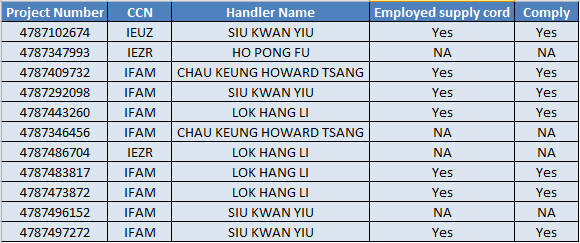 Project Number CCN Handler Name Employed supply cord Comply
4787102674 IEUZ SIU KWAN YIU Yes Yes
4787347993 IEZR HO PONG FU NA NA
4787409732 IFAM CHAU KEUNG HOWARD TSANG Yes Yes
4787292098 IFAM SIU KWAN YIU Yes Yes
4787443260 IFAM LOK HANG LI Yes Yes
4787346456 IFAM CHAU KEUNG HOWARD TSANG NA NA
4787486704 IEZR LOK HANG LI NA NA
4787483817 IFAM LOK HANG LI Yes Yes
4787473872 IFAM LOK HANG LI Yes Yes
4787496152 IFAM SIU KWAN YIU NA NA
4787497272 IFAM SIU KWAN YIU Yes Yes